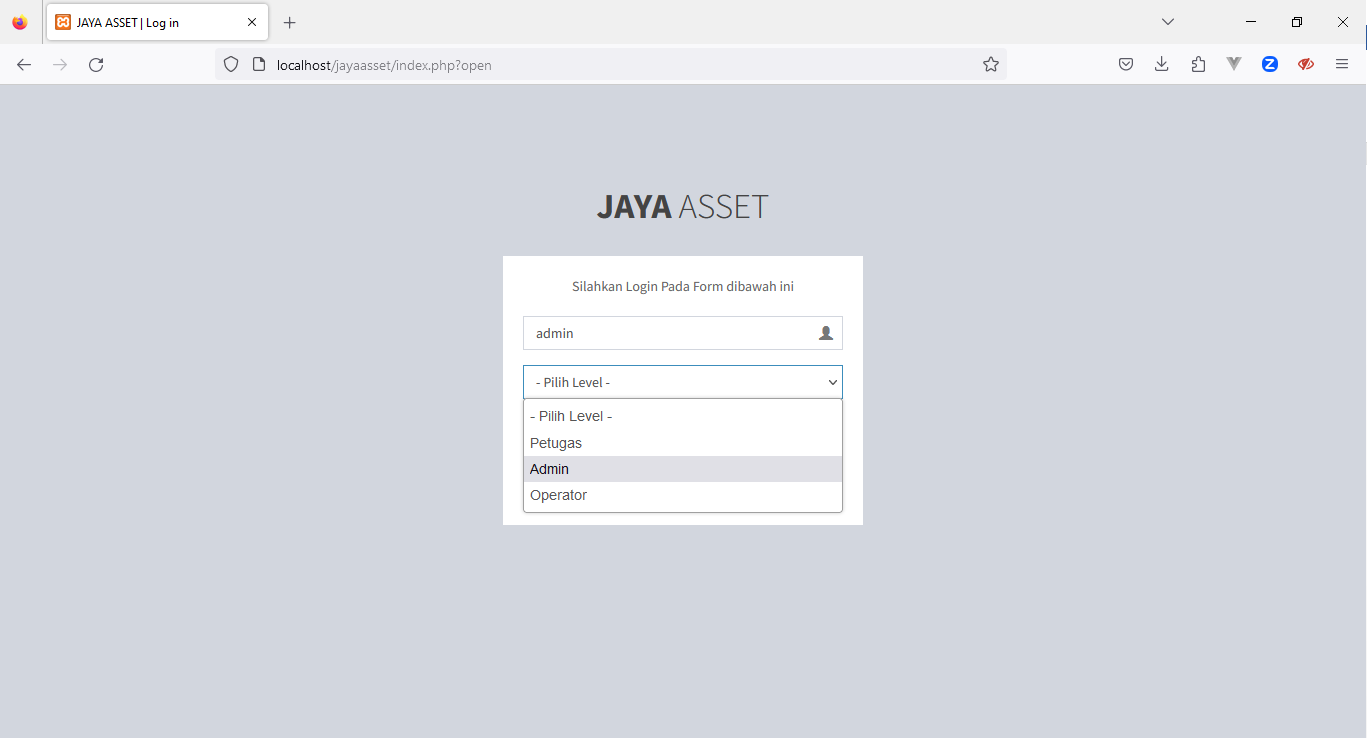 JAYA ASSET | Log in
localhost/jayaasset/index.php?open
JAYA ASSET
Silahkan Login Pada Form dibawah ini
admin
- Pilih Level -
- Pilih Level -
Petugas
Admin
Operator